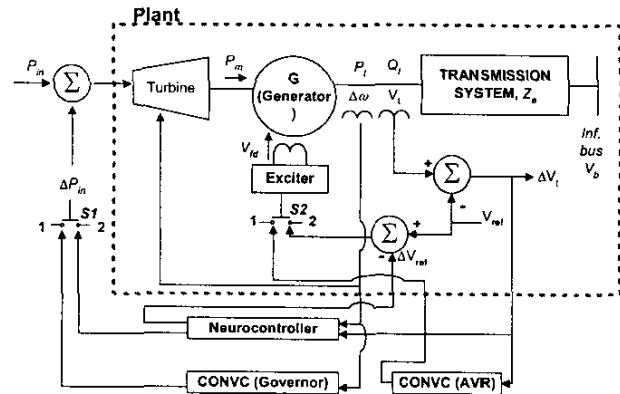 Plant
P_in
Σ
Turbine
P_m
G
(Generator
)
P_t
Q_t
Δω
V_t
TRANSMISSION
SYSTEM, Z_e
Inf.
bus
V_b
V_fd
Exciter
+
Σ
-
ΔV_t
V_ref
ΔP_in
S1
1
2
S2
1
2
+
Σ
-
ΔV_ref
Neurocontroller
CONVC (Governor)
CONVC (AVR)